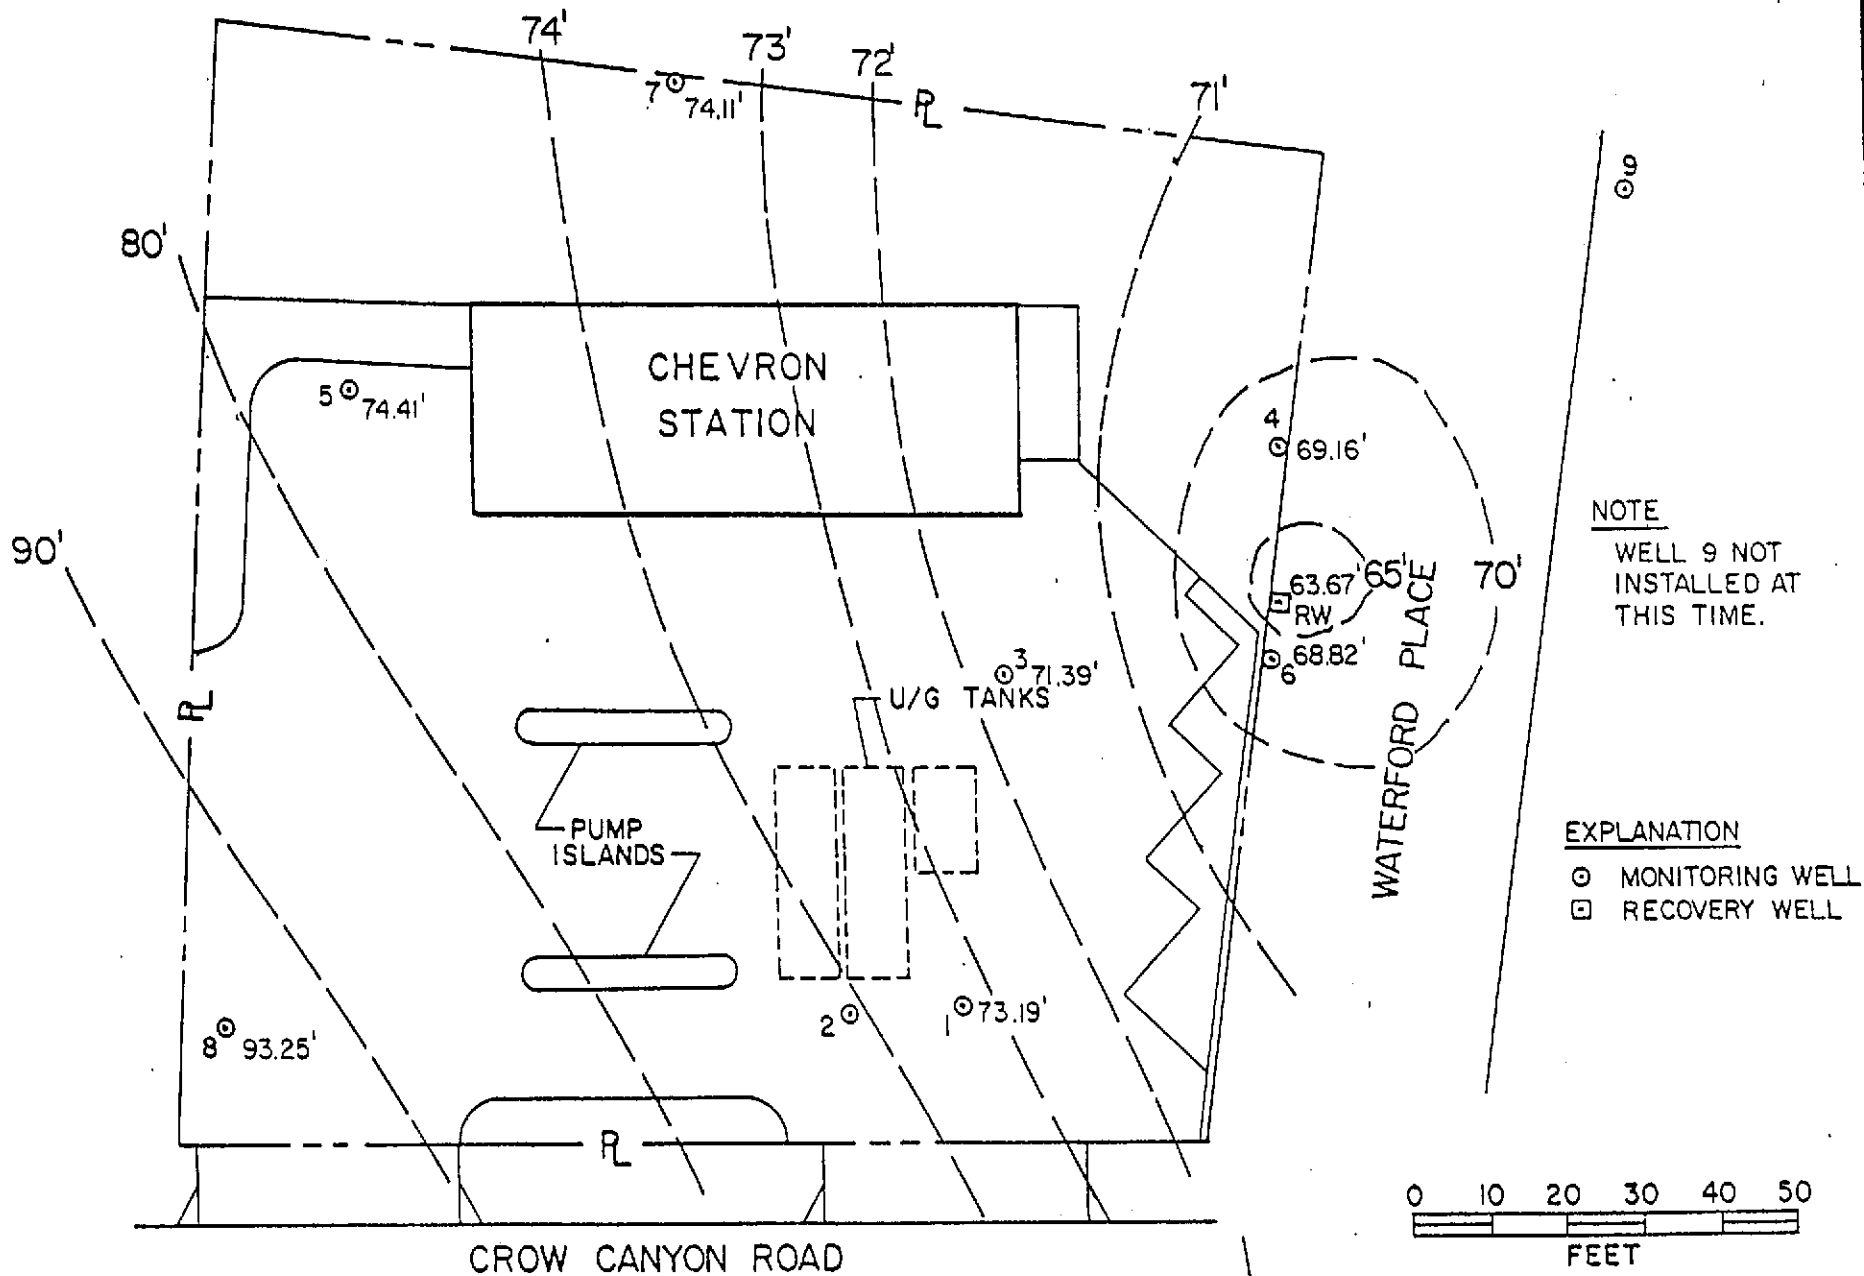 74'
73'
72'
71'
7 74.11'
PL
9
80'
CHEVRON
STATION
5 74.41'
4
69.16'
NOTE
WELL 9 NOT
INSTALLED AT
THIS TIME.
90'
63.67'
65'
70'
RW
68.82'
6
3 71.39'
U/G TANKS
PL
WATERFORD PLACE
PUMP
ISLANDS
EXPLANATION
MONITORING WELL
RECOVERY WELL
8 93.25'
2
1 73.19'
PL
0 10 20 30 40 50
FEET
CROW CANYON ROAD